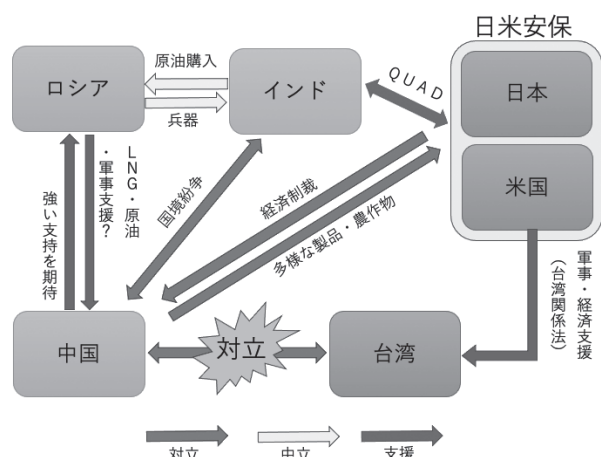 日米安保
ロシア
原油購入
兵器
インド
QUAD
日本
米国
強い支持を期待
LNG・原油
・軍事支援？
国境紛争
経済制裁
多様な製品・農作物
軍事・経済支援
（台湾関係法）
中国
対立
台湾
対立
中立
支援